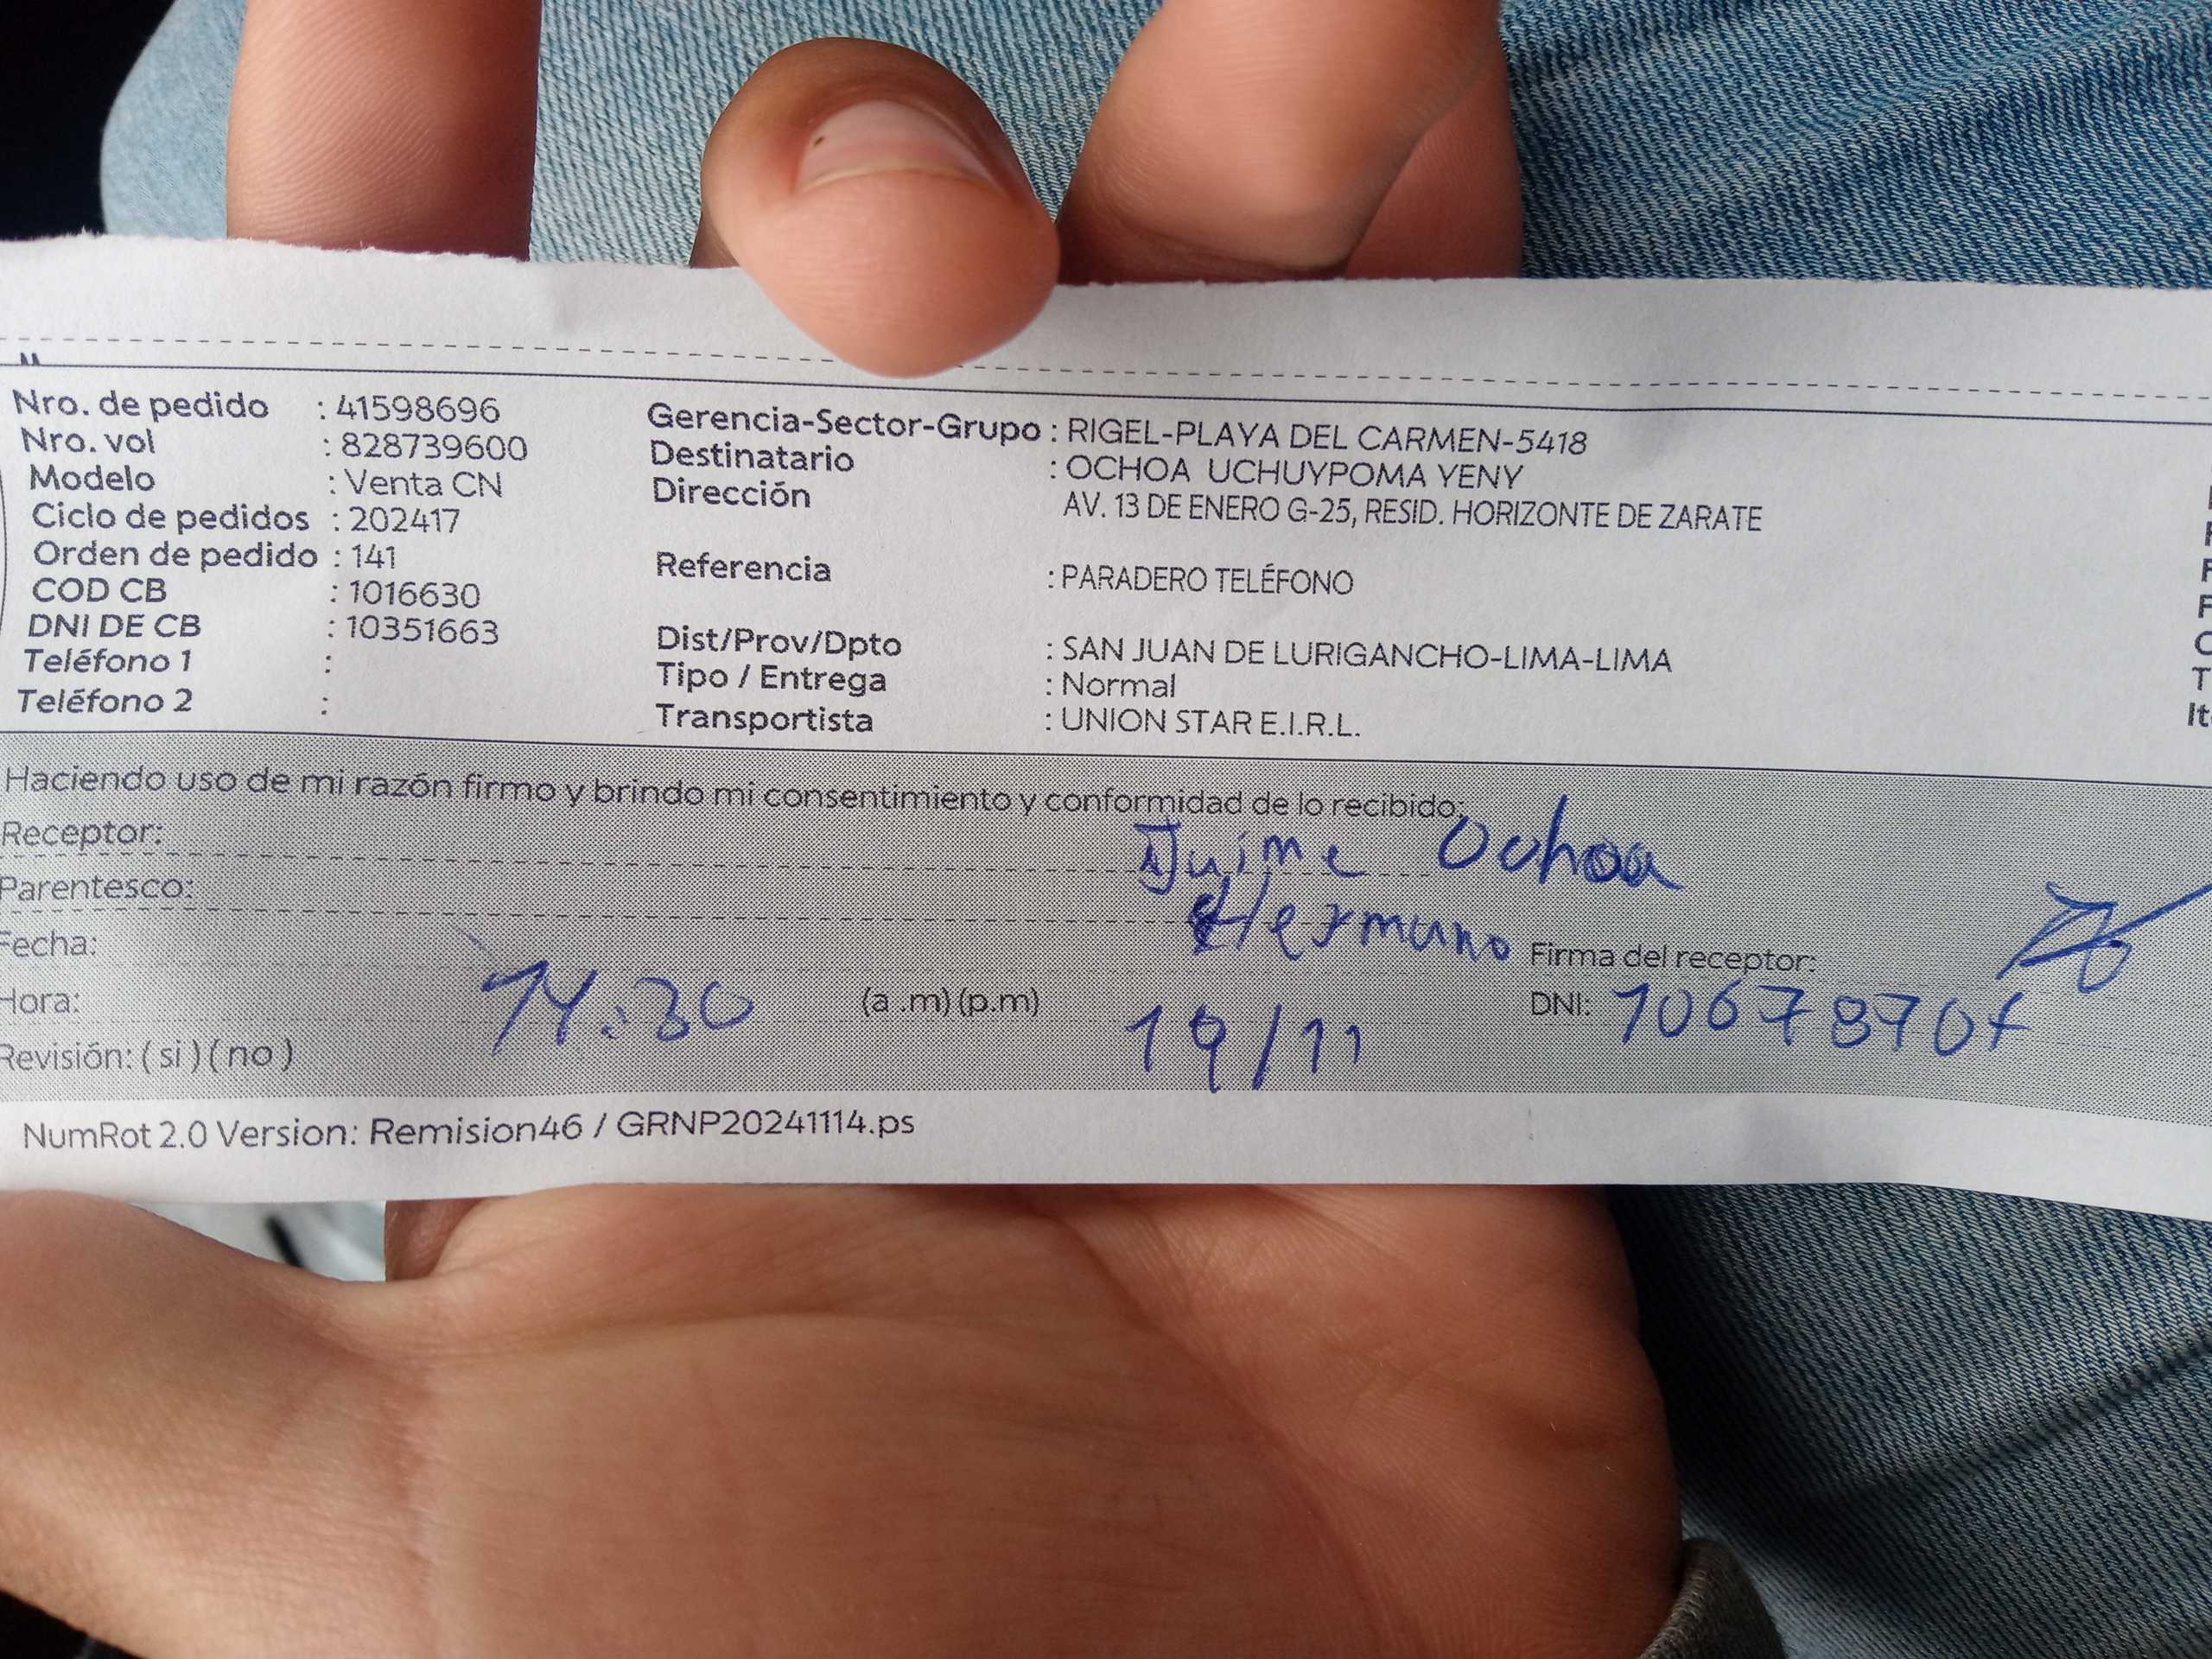 Nro. de pedido : 41598696
Nro. vol : 828739600
Modelo : Venta CN
Ciclo de pedidos : 202417
Orden de pedido : 141
COD CB : 1016630
DNI DE CB : 10351663
Teléfono 1 :
Teléfono 2 :
Gerencia-Sector-Grupo : RIGEL-PLAYA DEL CARMEN-5418
Destinatario : OCHOA UCHUYPOMA YENY
Dirección AV. 13 DE ENERO G-25, RESID. HORIZONTE DE ZARATE
Referencia : PARADERO TELÉFONO
Dist/Prov/Dpto : SAN JUAN DE LURIGANCHO-LIMA-LIMA
Tipo / Entrega : Normal
Transportista : UNION STAR E.I.R.L.
Haciendo uso de mi razón firmo y brindo mi consentimiento y conformidad de lo recibido:
Receptor: Jaime Ochoa
Parentesco: Hermano
Fecha: 19/11
Firma del receptor:
Hora: 14:30 (a.m) (p.m)
DNI:
Revisión: ( si ) ( no )
NumRot 2.0 Version: Remision46 / GRNP20241114.ps